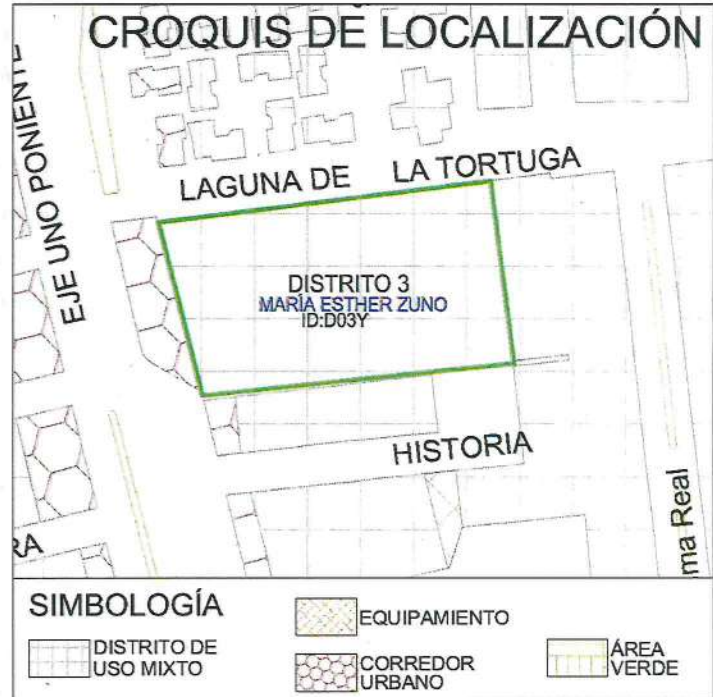 CROQUIS DE LOCALIZACIÓN
EJE UNO PONIENTE
LAGUNA DE LA TORTUGA
DISTRITO 3
MARÍA ESTHER ZUNO
ID:D03Y
HISTORIA
RA
ma Real
SIMBOLOGÍA
DISTRITO DE
USO MIXTO
EQUIPAMIENTO
CORREDOR
URBANO
ÁREA
VERDE